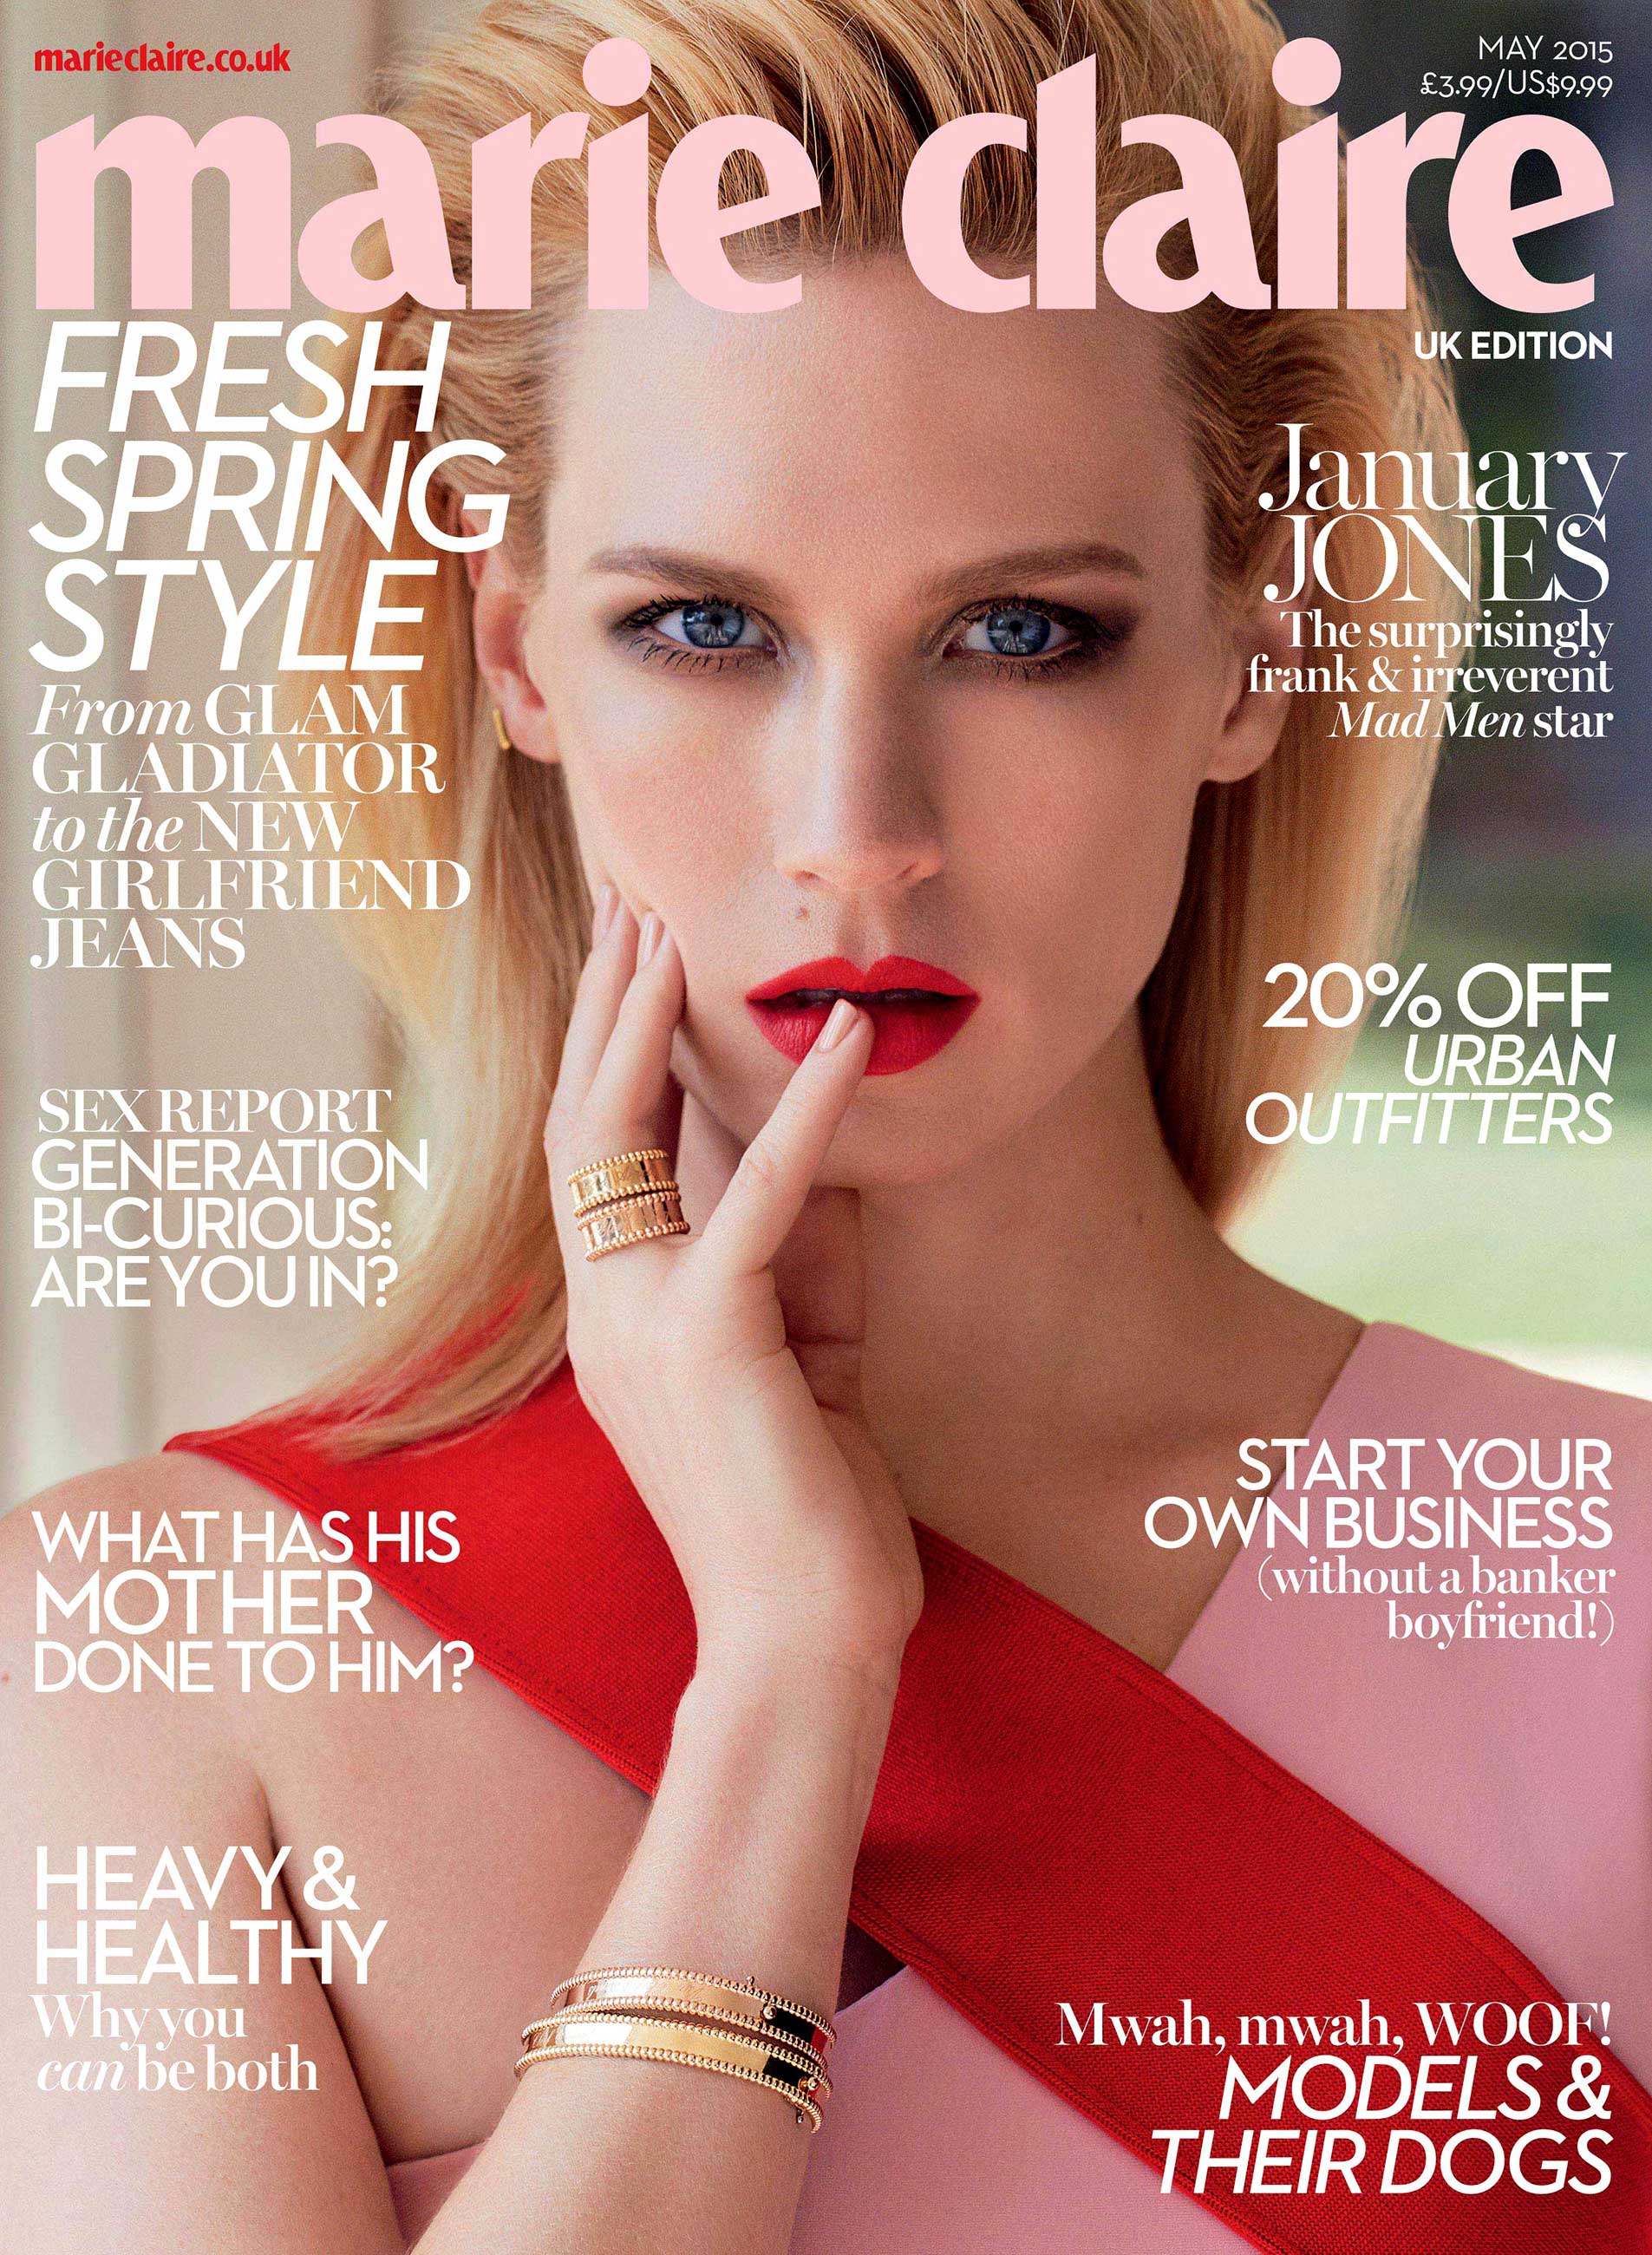 marieclaire.co.uk
MAY 2015
£3.99/US$9.99
marie claire
UK EDITION
FRESH
SPRING
STYLE
From GLAM
GLADIATOR
to the NEW
GIRLFRIEND
JEANS
January
JONES
The surprisingly
frank & irreverent
Mad Men star
20% OFF
URBAN
OUTFITTERS
SEX REPORT
GENERATION
BI-CURIOUS:
ARE YOU IN?
START YOUR
OWN BUSINESS
(without a banker
boyfriend!)
WHAT HAS HIS
MOTHER
DONE TO HIM?
HEAVY &
HEALTHY
Why you
can be both
Mwah, mwah, WOOF!
MODELS &
THEIR DOGS